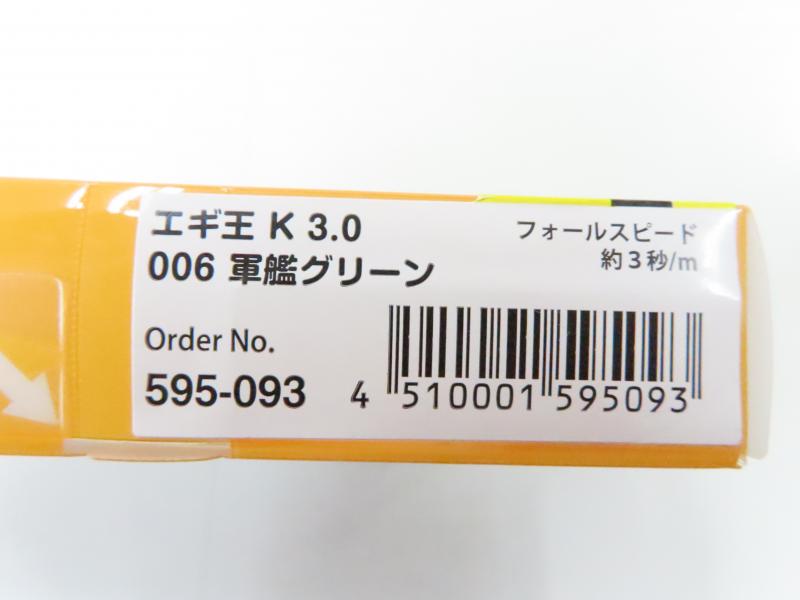 エギ王 K 3.0
006 軍艦グリーン
フォールスピード
約3秒/m
Order No.
595-093
4 510001 595093